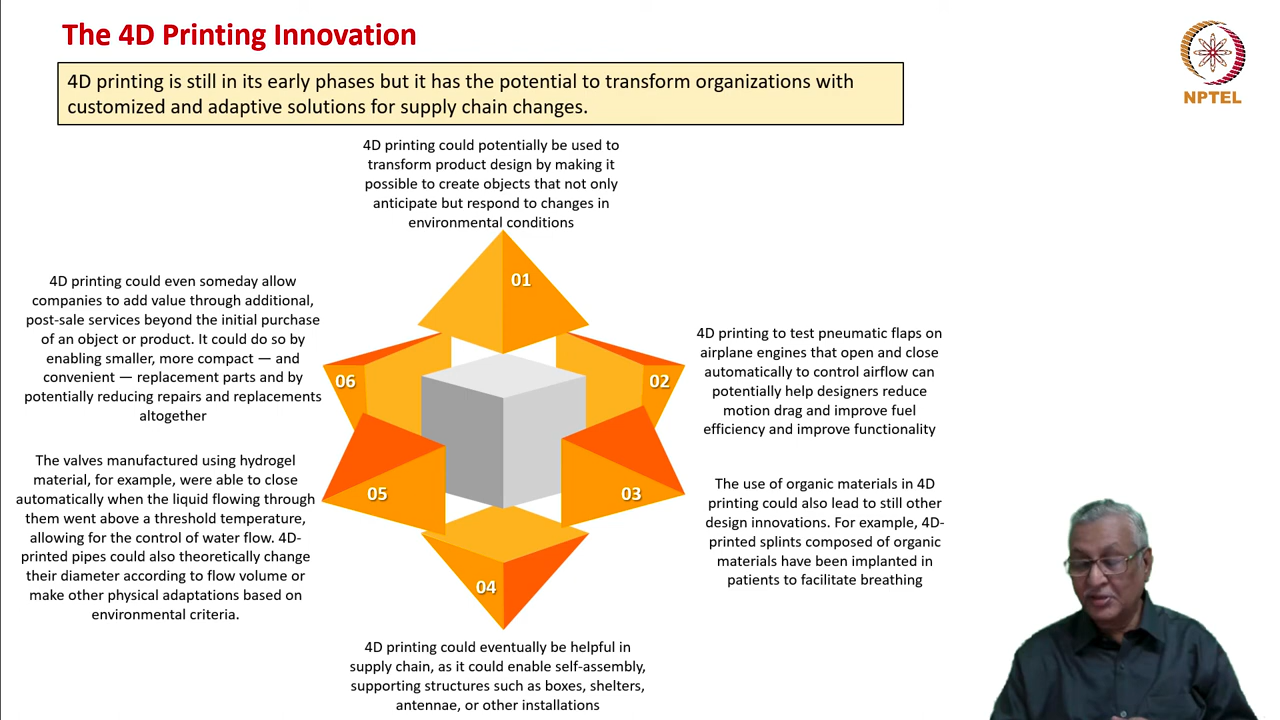 The 4D Printing Innovation
4D printing is still in its early phases but it has the potential to transform organizations with
customized and adaptive solutions for supply chain changes.
NPTEL
4D printing could potentially be used to
transform product design by making it
possible to create objects that not only
anticipate but respond to changes in
environmental conditions
01
4D printing to test pneumatic flaps on
airplane engines that open and close
automatically to control airflow can
potentially help designers reduce
motion drag and improve fuel
efficiency and improve functionality
02
The use of organic materials in 4D
printing could also lead to still other
design innovations. For example, 4D-
printed splints composed of organic
materials have been implanted in
patients to facilitate breathing
03
04
4D printing could eventually be helpful in
supply chain, as it could enable self-assembly,
supporting structures such as boxes, shelters,
antennae, or other installations
The valves manufactured using hydrogel
material, for example, were able to close
automatically when the liquid flowing through
them went above a threshold temperature,
allowing for the control of water flow. 4D-
printed pipes could also theoretically change
their diameter according to flow volume or
make other physical adaptations based on
environmental criteria.
05
4D printing could even someday allow
companies to add value through additional,
post-sale services beyond the initial purchase
of an object or product. It could do so by
enabling smaller, more compact — and
convenient — replacement parts and by
potentially reducing repairs and replacements
altogether
06